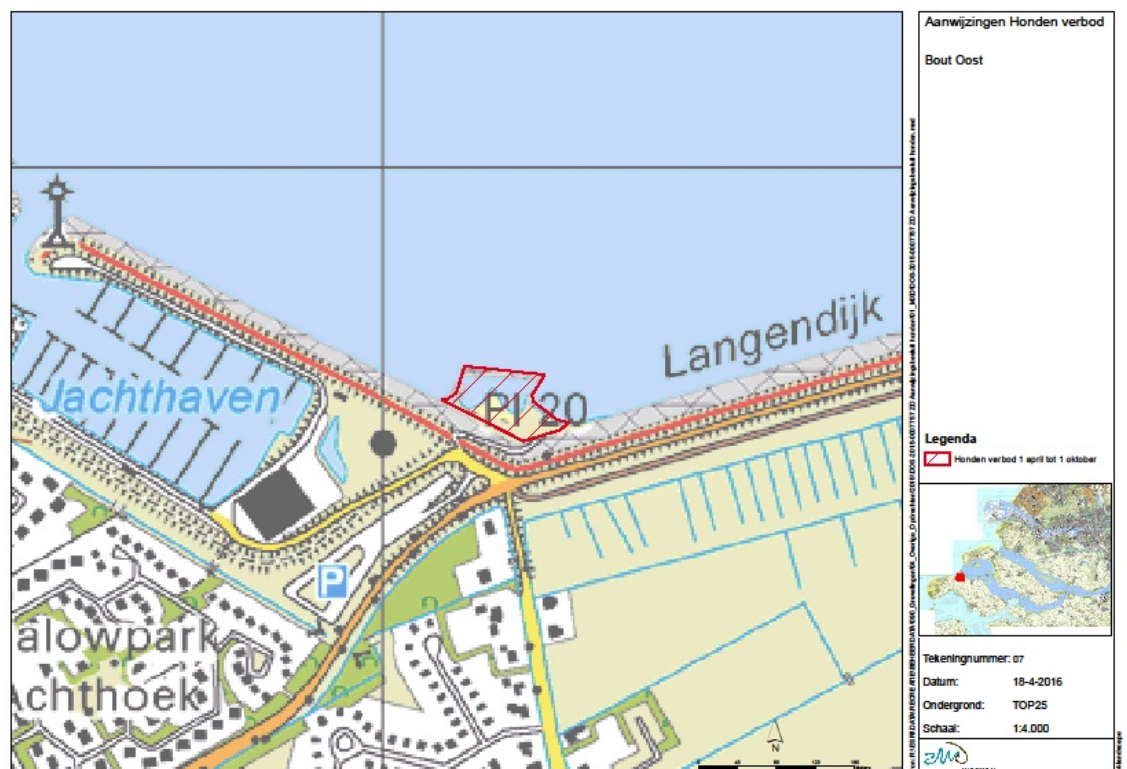 Aanwijzingen Honden verbod
Bout Oost
Langendijk
Pl 20
Jachthaven
P
alowpark
Achthoek
N
Legenda
Honden verbod 1 april tot 1 oktober
Tekeningnummer: 07
Datum: 18-4-2016
Ondergrond: TOP25
Schaal: 1:4.000